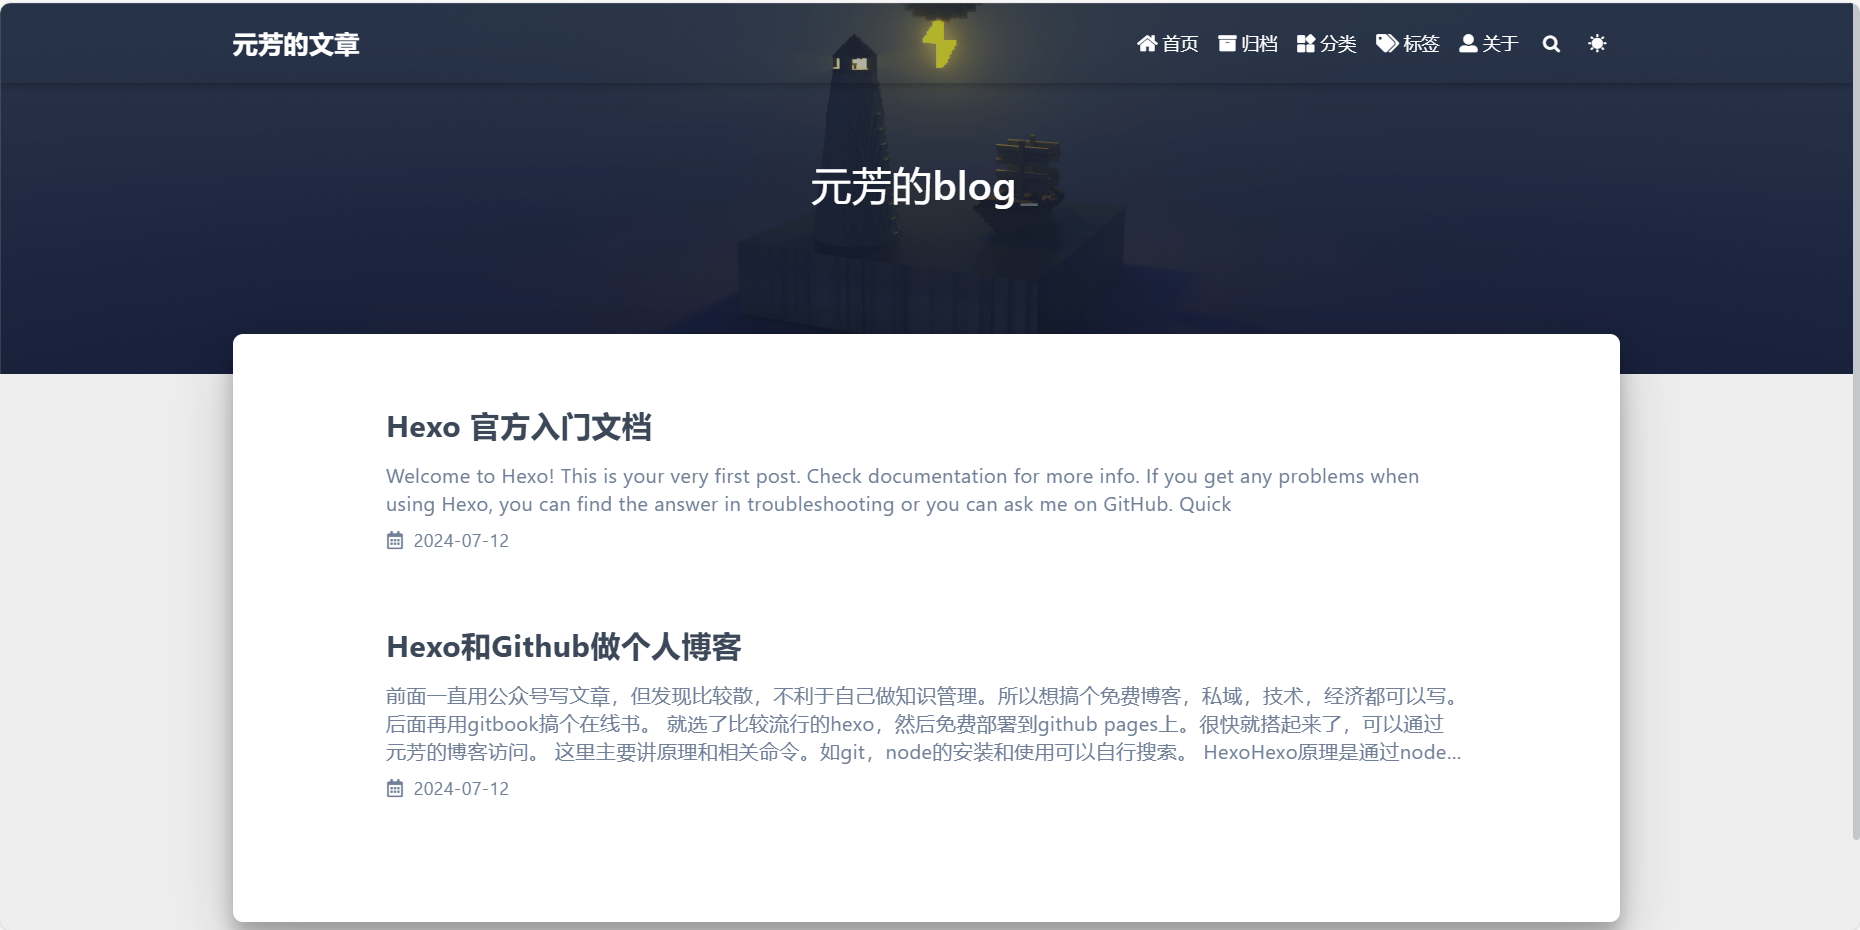 元芳的文章
首页 归档 分类 标签 关于
元芳的blog_
Hexo 官方入门文档
Welcome to Hexo! This is your very first post. Check documentation for more info. If you get any problems when
using Hexo, you can find the answer in troubleshooting or you can ask me on GitHub. Quick
2024-07-12
Hexo和Github做个人博客
前面一直用公众号写文章，但发现比较散，不利于自己做知识管理。所以想搞个免费博客，私域，技术，经济都可以写。
后面再用gitbook搞个在线书。 就选了比较流行的hexo，然后免费部署到github pages上。很快就搭起来了，可以通过
元芳的博客访问。 这里主要讲原理和相关命令。如git，node的安装和使用可以自行搜索。 HexoHexo原理是通过node...
2024-07-12